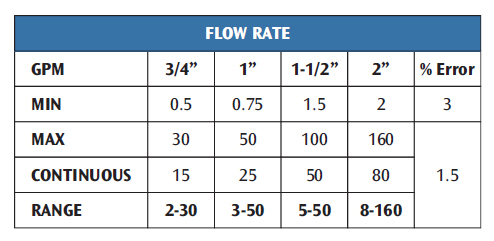 FLOW RATE
GPM 3/4” 1” 1-1/2” 2” % Error
MIN 0.5 0.75 1.5 2 3
MAX 30 50 100 160
CONTINUOUS 15 25 50 80 1.5
RANGE 2-30 3-50 5-50 8-160